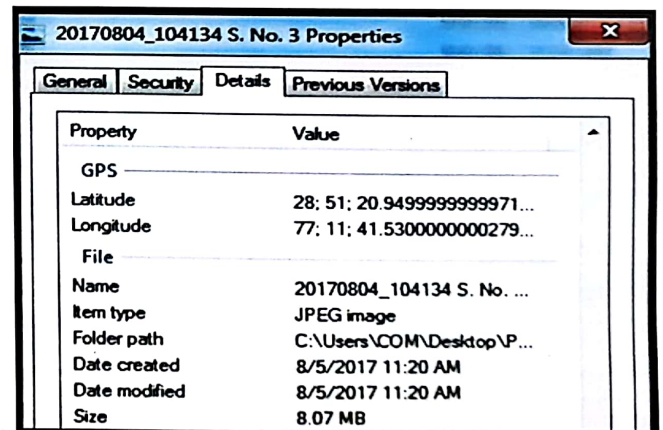 20170804_104134 S. No. 3 Properties
General Security Details Previous Versions
Property Value
GPS
Latitude 28; 51; 20.9499999999971...
Longitude 77; 11; 41.5300000000279...
File
Name 20170804_104134 S. No. ...
Item type JPEG image
Folder path C:\Users\COM\Desktop\P...
Date created 8/5/2017 11:20 AM
Date modified 8/5/2017 11:20 AM
Size 8.07 MB